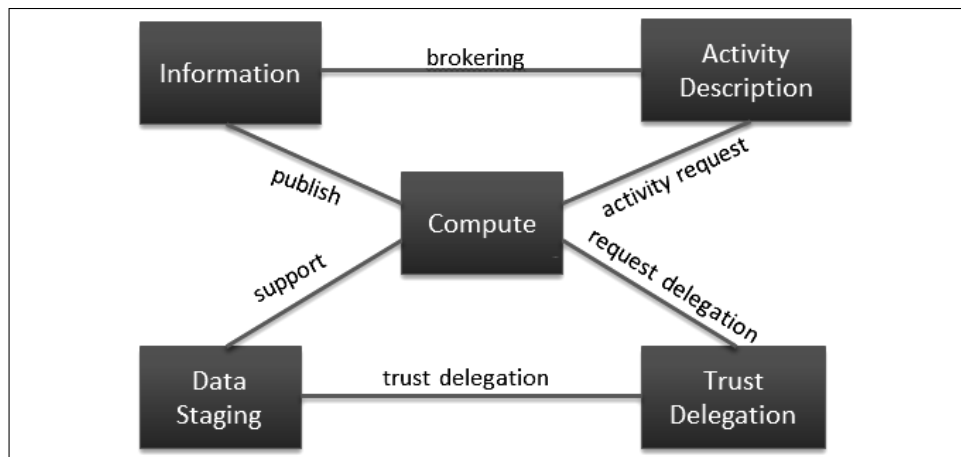 Information
brokering
Activity
Description
publish
activity request
Compute
support
request delegation
Data
Staging
trust delegation
Trust
Delegation